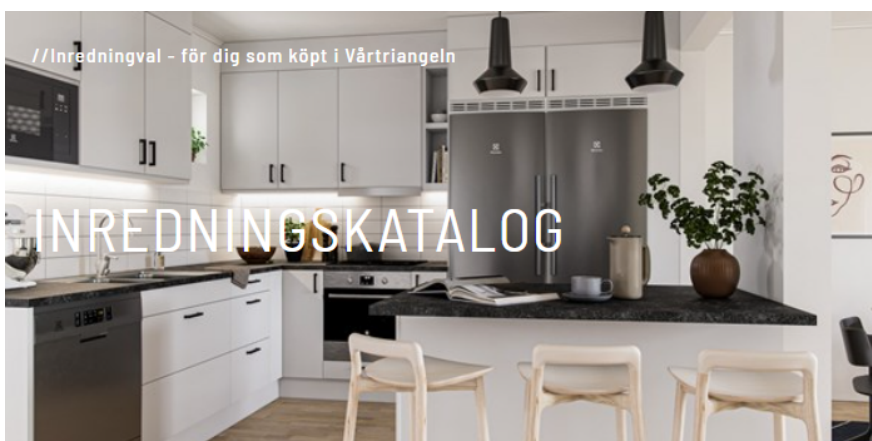 //Inredningval - för dig som köpt i Vårtriangeln
INREDNINGSKATALOG